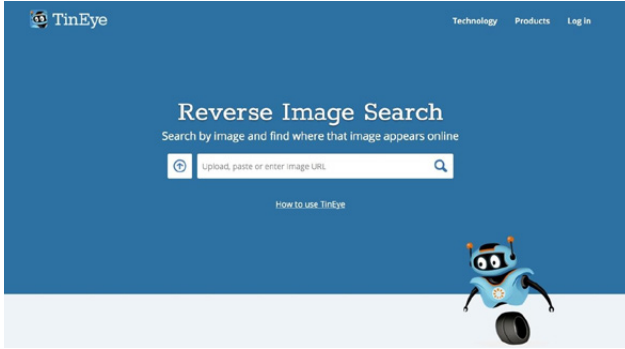 TinEye
Technology Products Log in
Reverse Image Search
Search by image and find where that image appears online
Upload, paste or enter image URL
How to use TinEye